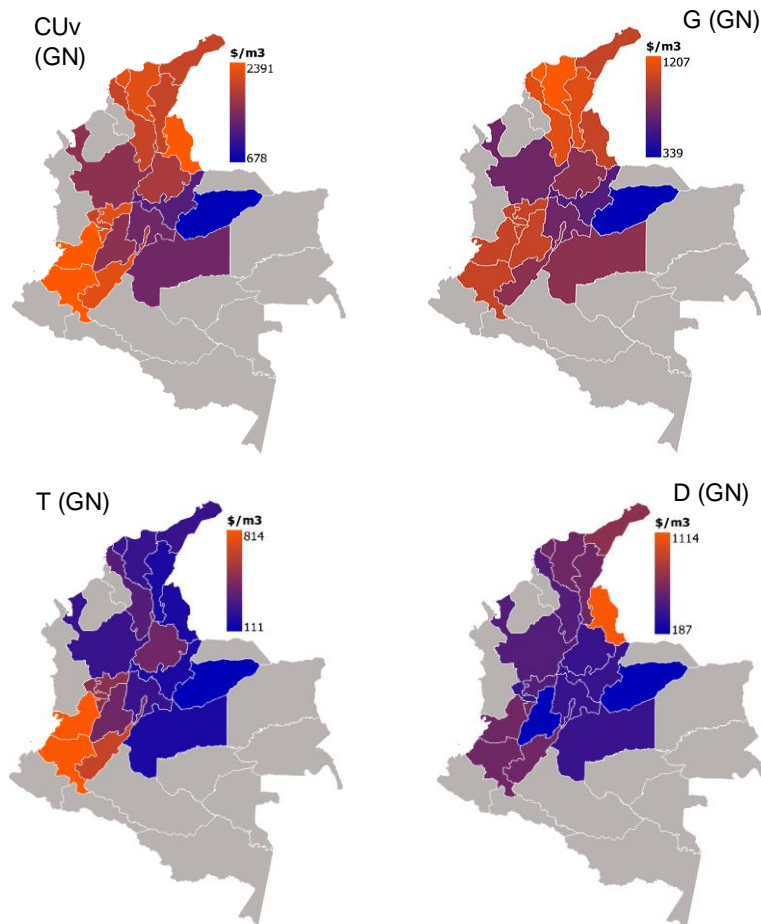 CUv
(GN)
$/m3
2391
678
G (GN)
$/m3
1207
339
T (GN)
$/m3
814
111
D (GN)
$/m3
1114
187